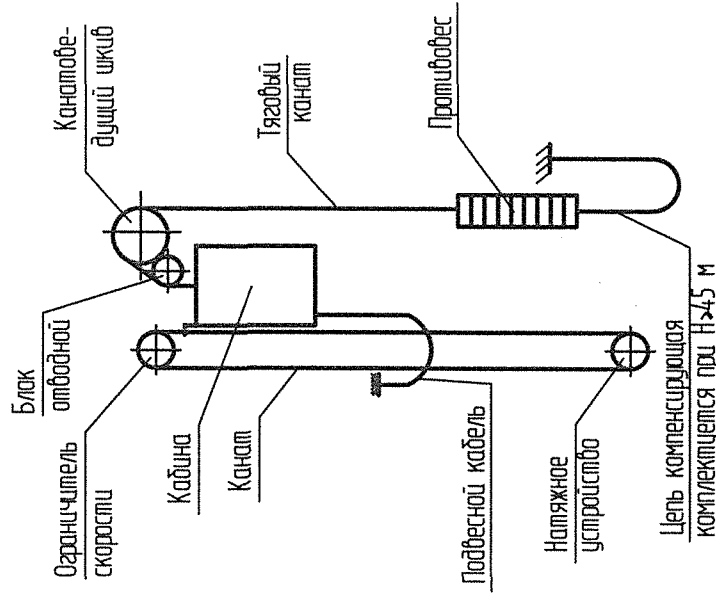 Канатове-
дущий шкив
Тяговый
канат
Противовес
Блак
отводной
Ограничитель
скорости
Кабина
Канат
Подвесной кабель
Натяжное
устройство
Цепь компенсирующая
комплектуется при H≥45 м